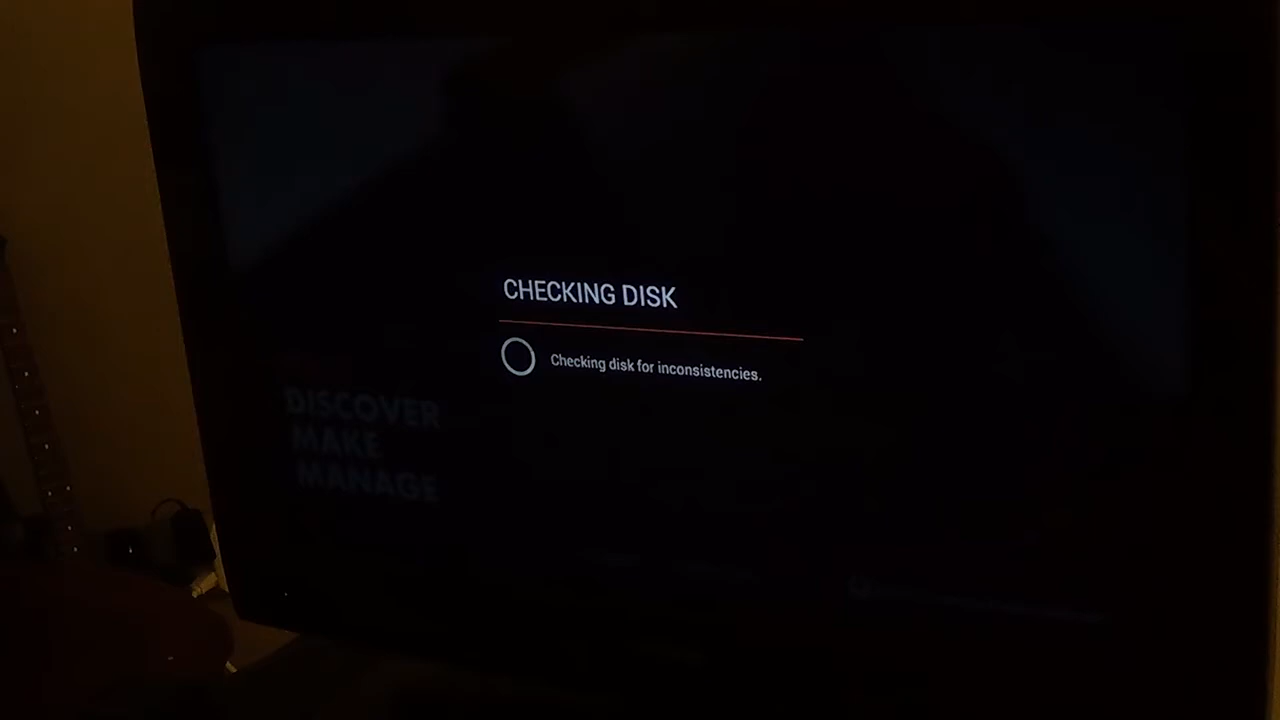 CHECKING DISK
Checking disk for inconsistencies.
DISCOVER
MAKE
MANAGE